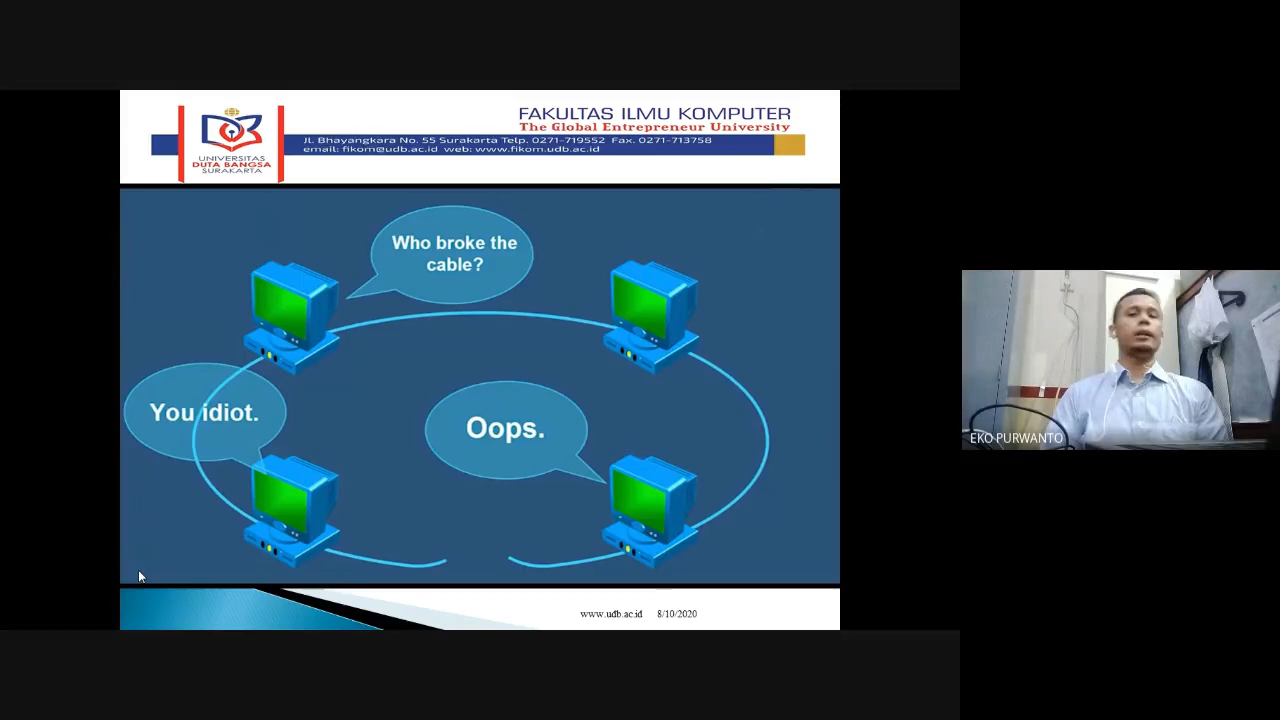 FAKULTAS ILMU KOMPUTER
The Global Entrepreneur University
Jl. Bhayangkara No. 55 Surakarta Telp. 0271-719552 Fax. 0271-713758
email: fikom@udb.ac.id web: www.fikom.udb.ac.id
UNIVERSITAS
DUTA BANGSA
SURAKARTA
Who broke the
cable?
You idiot.
Oops.
EKO PURWANTO
www.udb.ac.id 8/10/2020